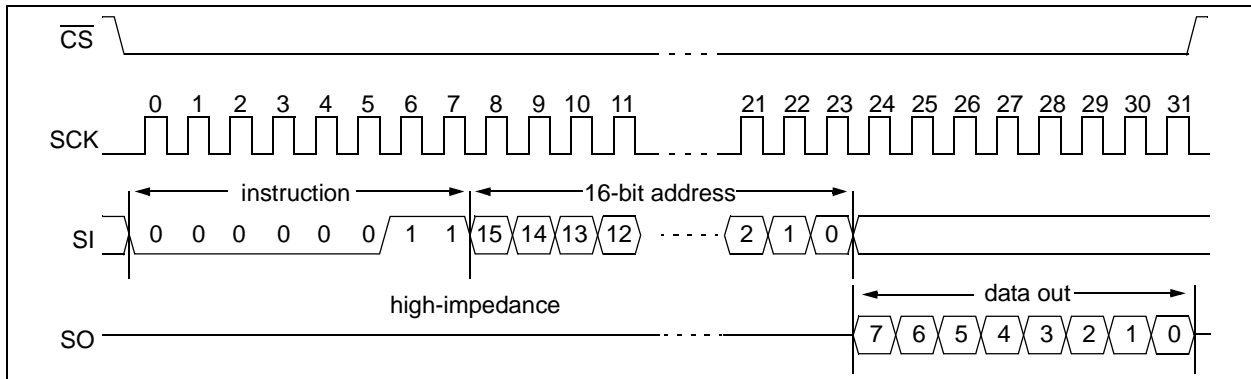 CS
0 1 2 3 4 5 6 7 8 9 10 11 21 22 23 24 25 26 27 28 29 30 31
SCK
instruction 16-bit address
SI 0 0 0 0 0 0 1 1 15 14 13 12 2 1 0
high-impedance data out
SO 7 6 5 4 3 2 1 0